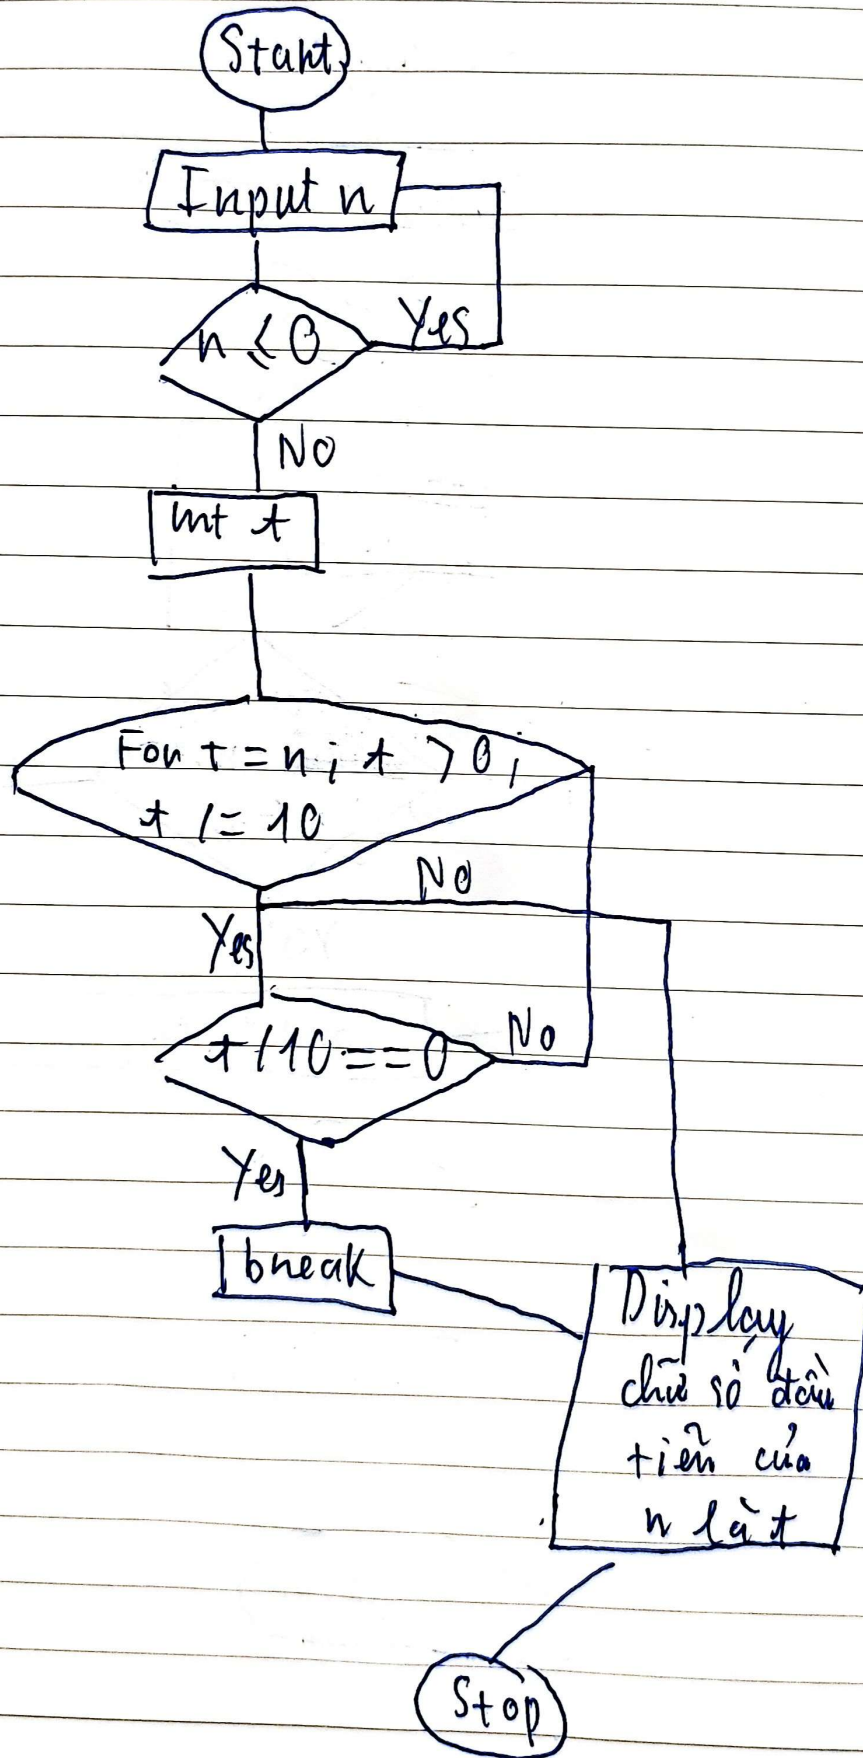 Start
Input n
n ≤ 0
Yes
No
int t
For t = n ; t > 0 ;
t /= 10
No
Yes
t / 10 == 0
No
Yes
break
Display
chữ số đầu
tiên của
n là t
Stop